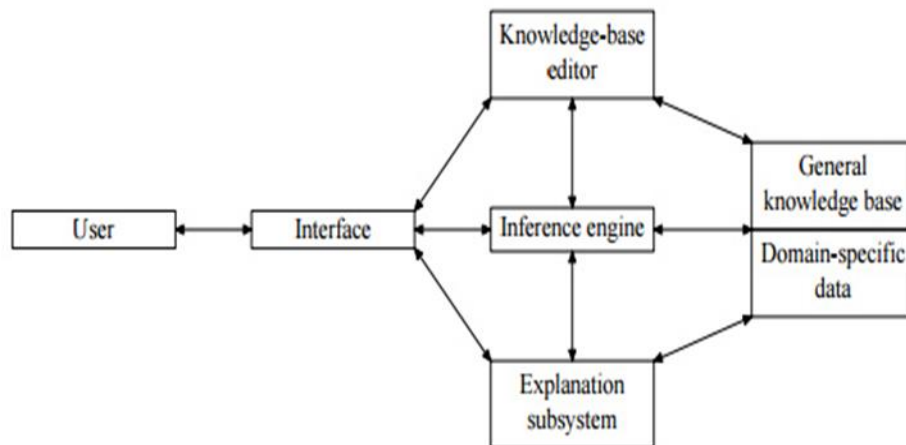 Knowledge-base
editor
User
Interface
Inference engine
General
knowledge base
Domain-specific
data
Explanation
subsystem